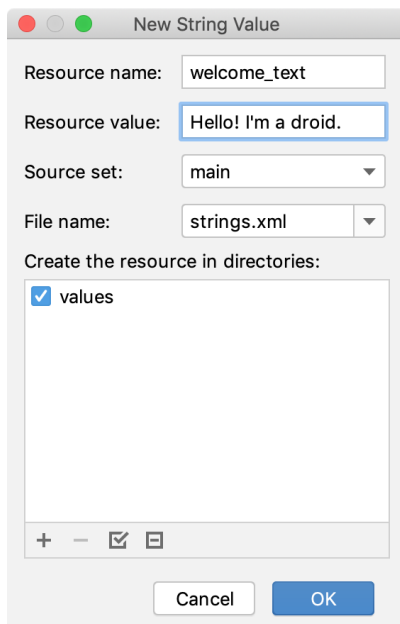 New String Value
Resource name: welcome_text
Resource value: Hello! I'm a droid.
Source set: main
File name: strings.xml
Create the resource in directories:
values
Cancel OK